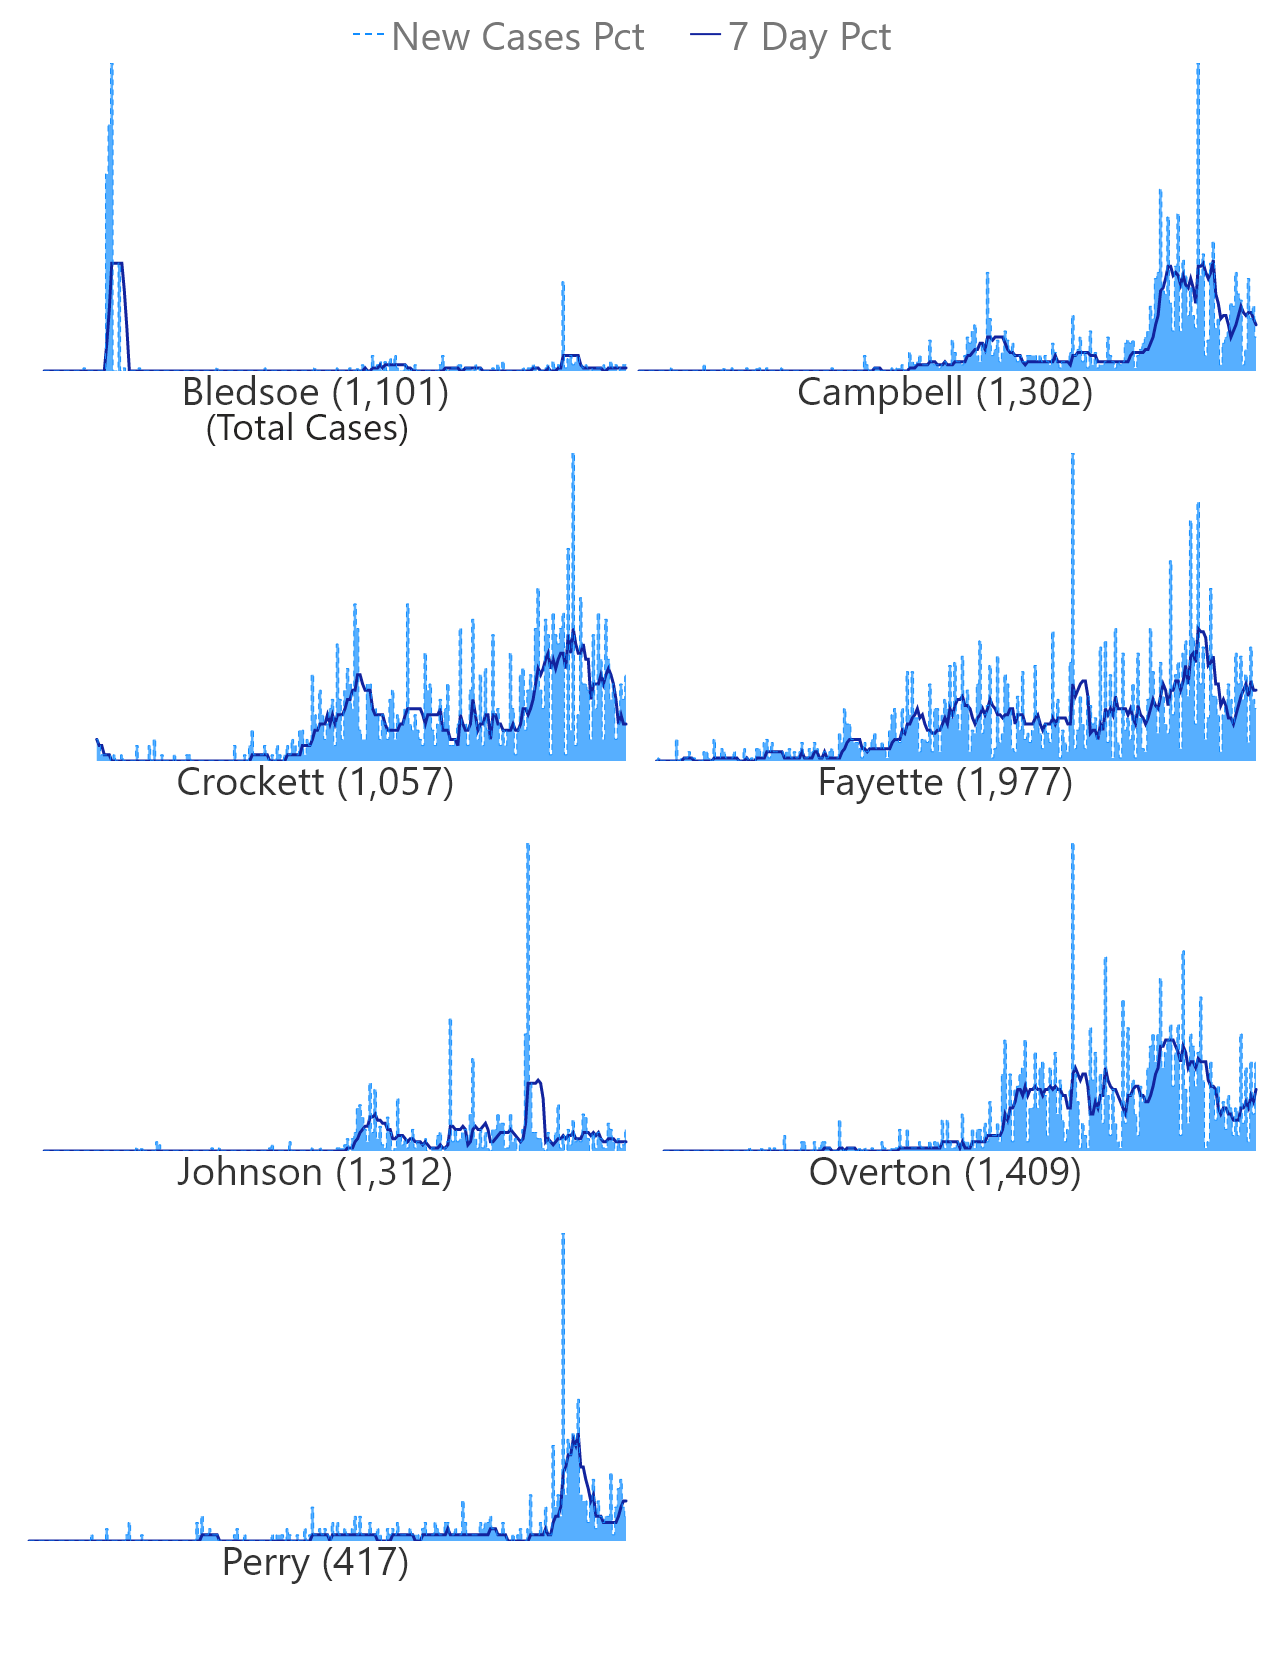 New Cases Pct 7 Day Pct
Bledsoe (1,101) Campbell (1,302)
(Total Cases)
Crockett (1,057) Fayette (1,977)
Johnson (1,312) Overton (1,409)
Perry (417)